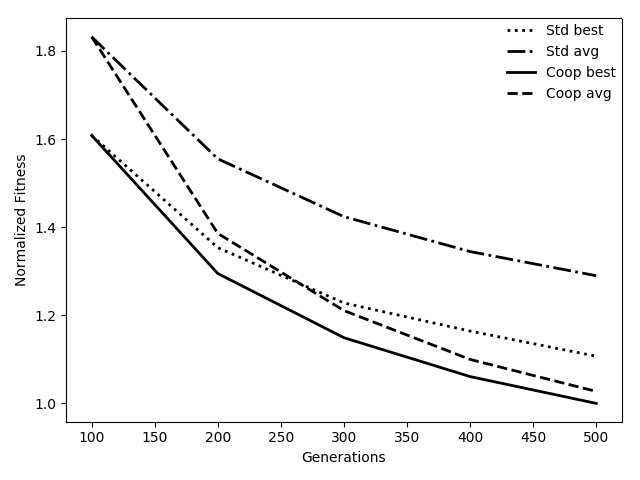 Std best
Std avg
Coop best
Coop avg
1.8
1.6
1.4
1.2
1.0
Normalized Fitness
100 150 200 250 300 350 400 450 500
Generations